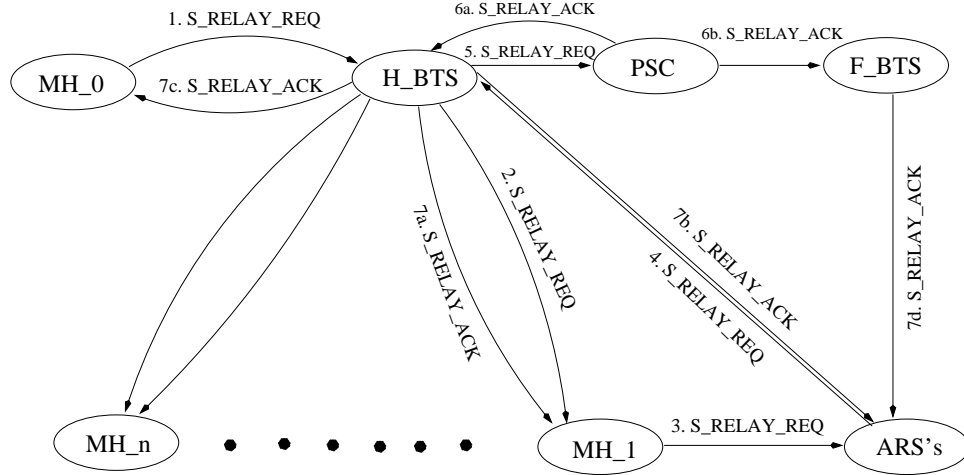 1. S_RELAY_REQ
6a. S_RELAY_ACK
6b. S_RELAY_ACK
5. S_RELAY_REQ
MH_0
7c. S_RELAY_ACK
H_BTS
PSC
F_BTS
2. S_RELAY_REQ
7a. S_RELAY_ACK
7b. S_RELAY_ACK
4. S_RELAY_REQ
7d. S_RELAY_ACK
MH_n
MH_1
3. S_RELAY_REQ
ARS's